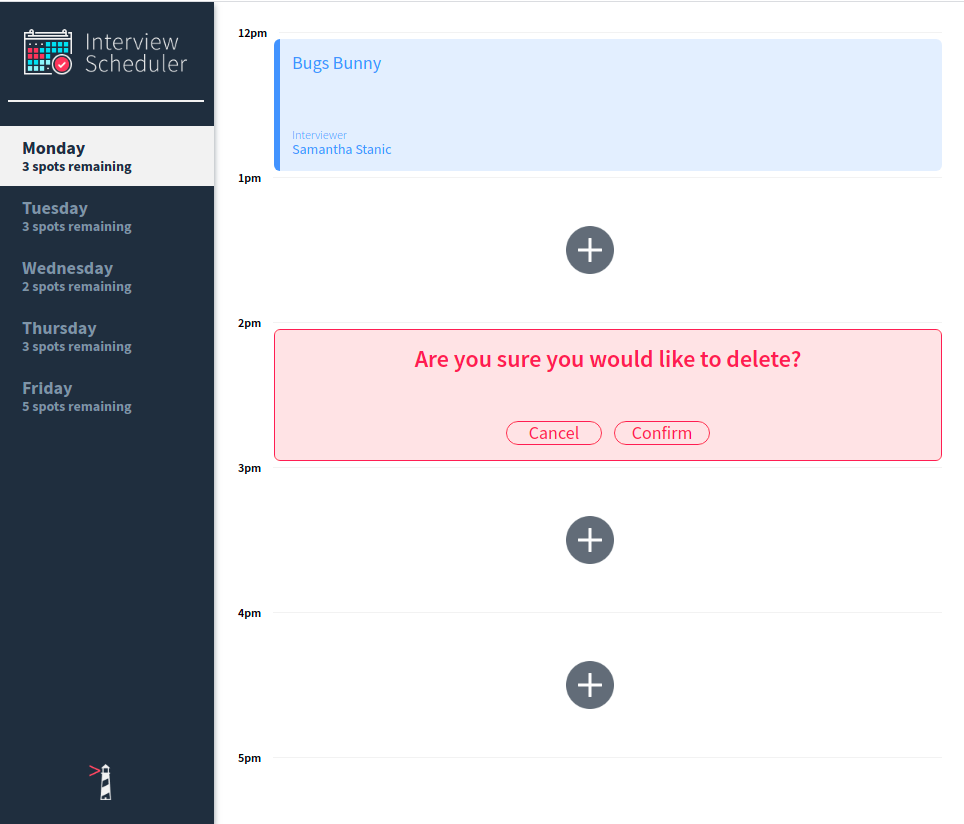 Interview
Scheduler
Monday
3 spots remaining
Tuesday
3 spots remaining
Wednesday
2 spots remaining
Thursday
3 spots remaining
Friday
5 spots remaining
12pm
Bugs Bunny
Interviewer
Samantha Stanic
1pm
2pm
Are you sure you would like to delete?
Cancel Confirm
3pm
4pm
5pm